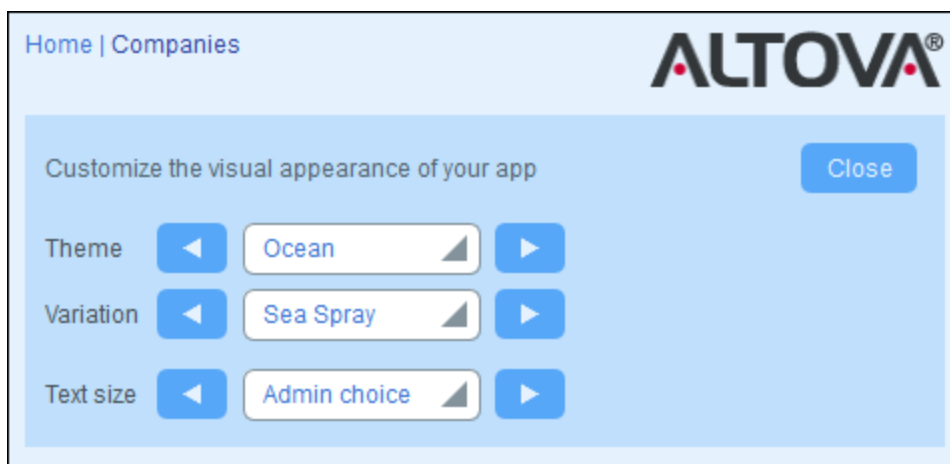 Home | Companies
ALTOVA®
Customize the visual appearance of your app
Close
Theme
Ocean
Variation
Sea Spray
Text size
Admin choice